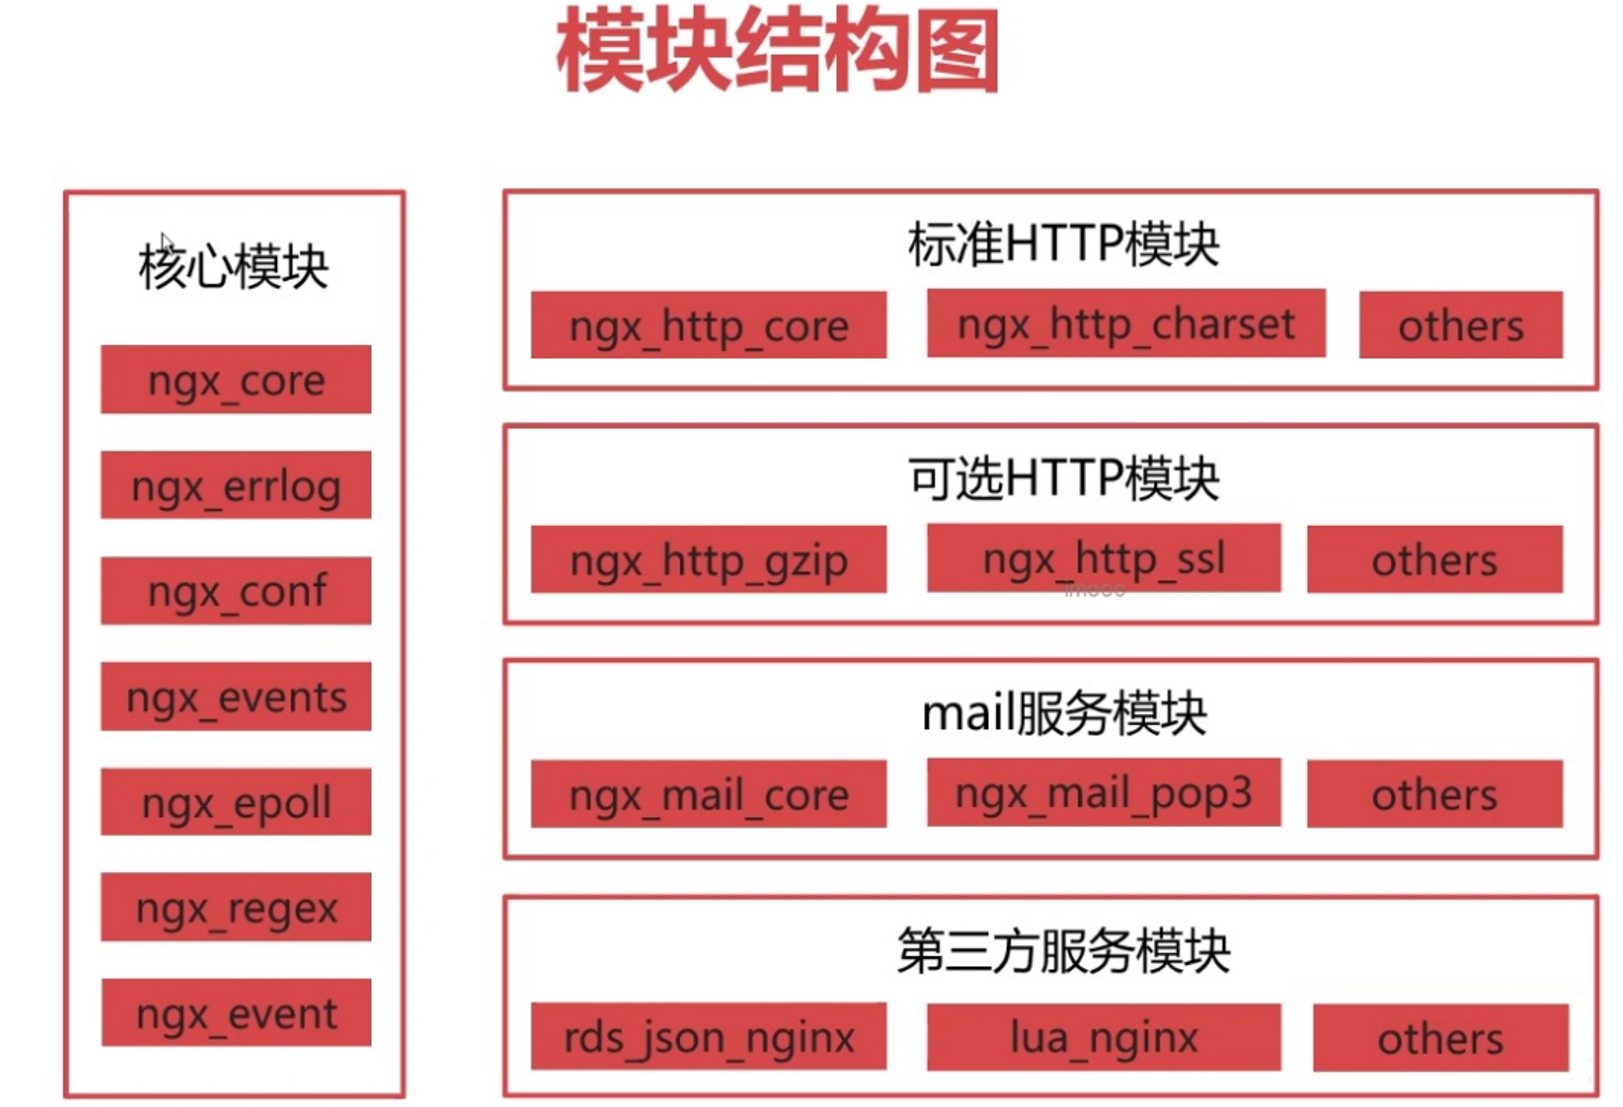 模块结构图
核心模块
ngx_core
ngx_errlog
ngx_conf
ngx_events
ngx_epoll
ngx_regex
ngx_event
标准HTTP模块
ngx_http_core
ngx_http_charset
others
可选HTTP模块
ngx_http_gzip
ngx_http_ssl
others
imooc
mail服务模块
ngx_mail_core
ngx_mail_pop3
others
第三方服务模块
rds_json_nginx
lua_nginx
others